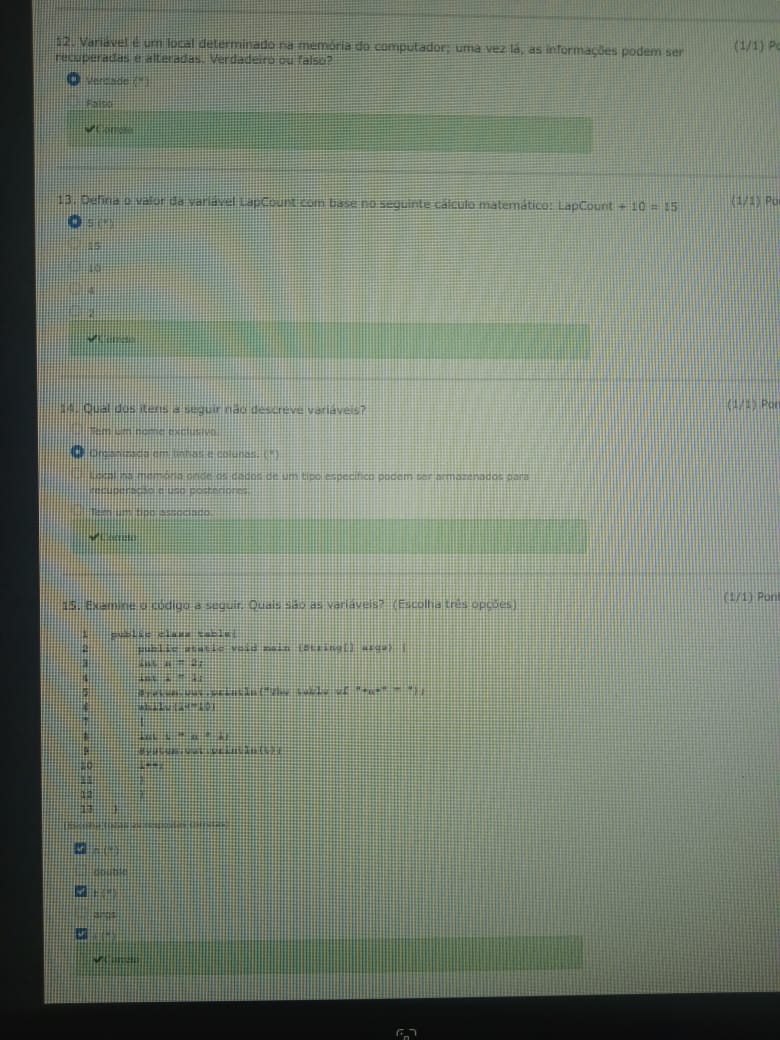 12. Variável é um local determinado na memória do computador; uma vez lá, as informações podem ser
(1/1) Po
recuperadas e alteradas. Verdadeiro ou falso?
Verdade (*)
Falso
Correto
13. Defina o valor da variável LapCount com base no seguinte cálculo matemático: LapCount + 10 = 15
(1/1) Po
5 (*)
15
10
4
2
Correto
14. Qual dos itens a seguir não descreve variáveis?
(1/1) Pon
Tem um nome exclusivo.
Organizada em linhas e colunas. (*)
Local na memória onde os dados de um tipo específico podem ser armazenados para
recuperação e uso posteriores.
Tem um tipo associado.
Correto
15. Examine o código a seguir. Quais são as variáveis? (Escolha três opções)
(1/1) Pont
1 public class table{
2 public static void main (String[] args) {
3 int n = 2;
4 int i = 1;
5 System.out.println("The table of "+n+" = ");
6 while(i<=10)
7 {
8 int t = n * i;
9 System.out.println(t);
10 i++;
11 }
12 }
13 }
(Escolha todas as respostas corretas)
n (*)
double
t (*)
args
(*)
Correto